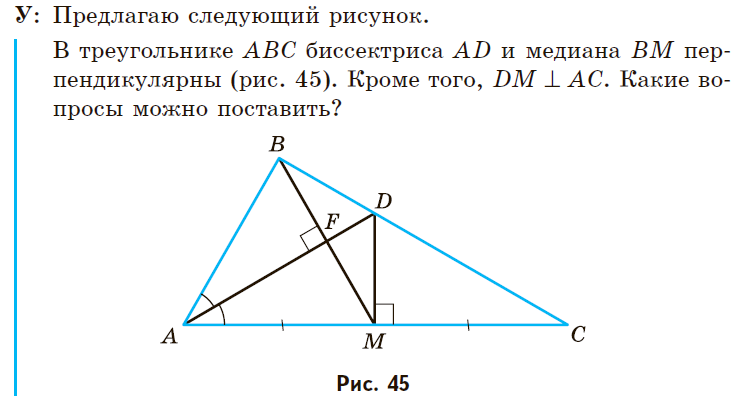 У: Предлагаю следующий рисунок.
В треугольнике ABC биссектриса AD и медиана BM пер-
пендикулярны (рис. 45). Кроме того, DM ⊥ AC. Какие во-
просы можно поставить?
B
D
F
A
M
C
Рис. 45